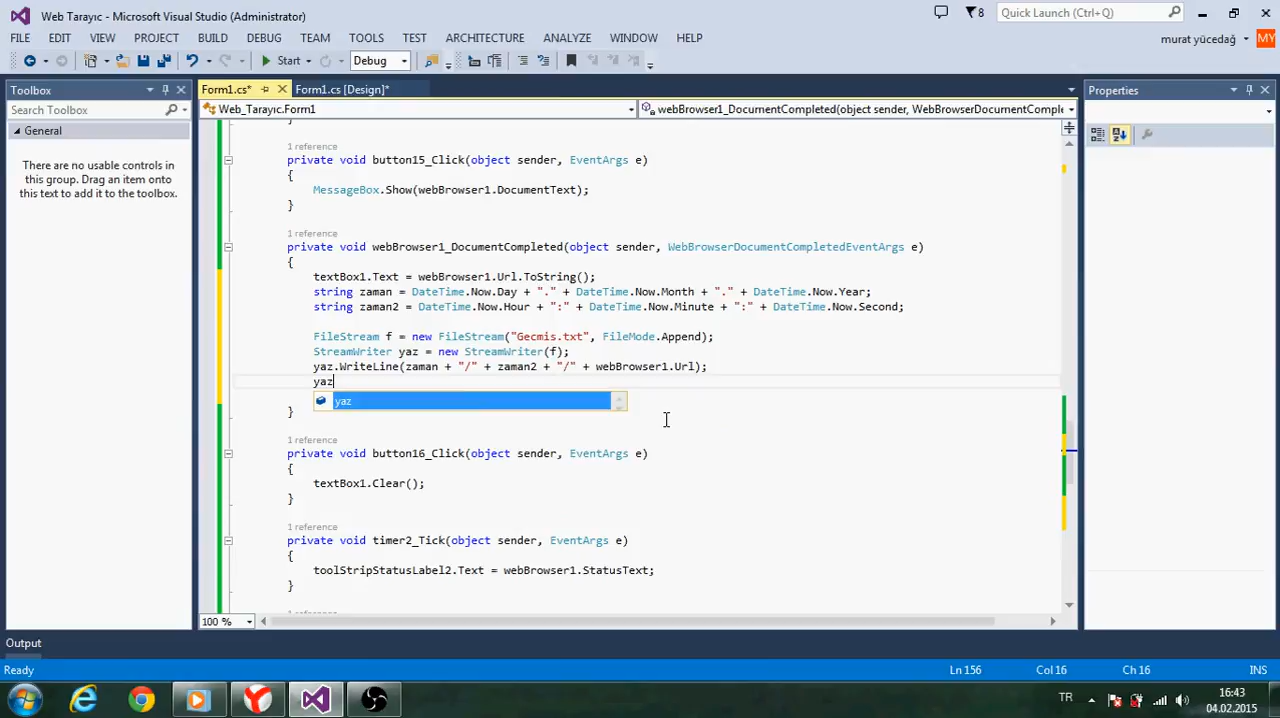 Web Tarayıc - Microsoft Visual Studio (Administrator)
8
Quick Launch (Ctrl+Q)
FILE EDIT VIEW PROJECT BUILD DEBUG TEAM TOOLS TEST ARCHITECTURE ANALYZE WINDOW HELP
murat yücedağ
MY
Start
Debug
Toolbox
Form1.cs*
Form1.cs [Design]*
Properties
Search Toolbox
Web_Tarayıc.Form1
webBrowser1_DocumentCompleted(object sender, WebBrowserDocumentComple
General
There are no usable controls in
this group. Drag an item onto
this text to add it to the toolbox.
}
1 reference
private void button15_Click(object sender, EventArgs e)
{
MessageBox.Show(webBrowser1.DocumentText);
}
1 reference
private void webBrowser1_DocumentCompleted(object sender, WebBrowserDocumentCompletedEventArgs e)
{
textBox1.Text = webBrowser1.Url.ToString();
string zaman = DateTime.Now.Day + "." + DateTime.Now.Month + "." + DateTime.Now.Year;
string zaman2 = DateTime.Now.Hour + ":" + DateTime.Now.Minute + ":" + DateTime.Now.Second;
FileStream f = new FileStream("Gecmis.txt", FileMode.Append);
StreamWriter yaz = new StreamWriter(f);
yaz.WriteLine(zaman + "/" + zaman2 + "/" + webBrowser1.Url);
yaz
yaz
}
1 reference
private void button16_Click(object sender, EventArgs e)
{
textBox1.Clear();
}
1 reference
private void timer2_Tick(object sender, EventArgs e)
{
toolStripStatusLabel2.Text = webBrowser1.StatusText;
}
100 %
Output
Ready
Ln 156
Col 16
Ch 16
INS
TR
16:43
04.02.2015